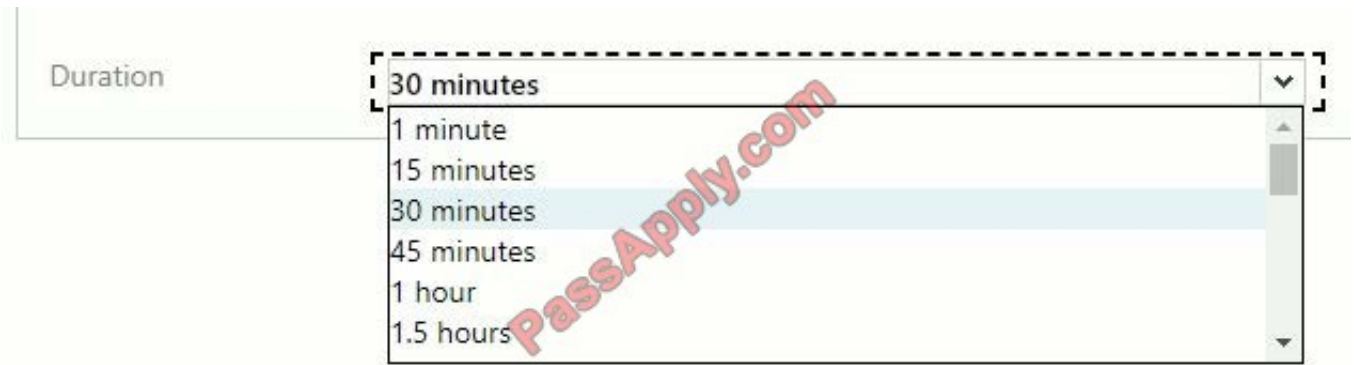 Duration
30 minutes
1 minute
15 minutes
30 minutes
45 minutes
1 hour
1.5 hours
PassApply.com